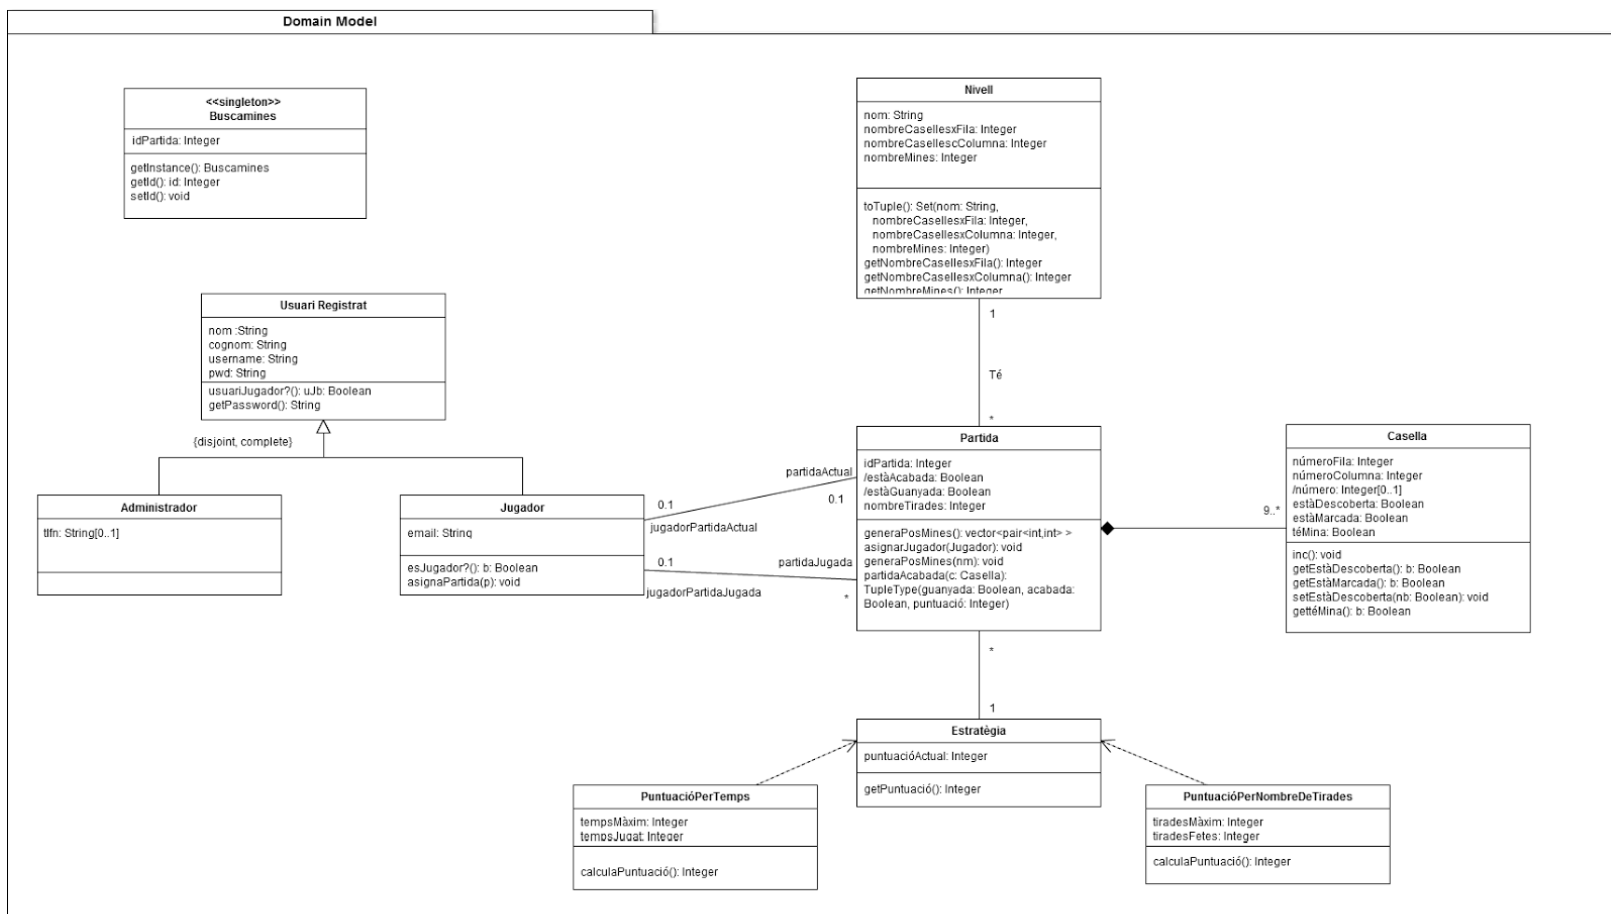 Domain Model
<<singleton>>
Buscamines
idPartida: Integer
getInstance(): Buscamines
getId(): id: Integer
setId(): void
Nivell
nom: String
nombreCasellesxFila: Integer
nombreCasellescColumna: Integer
nombreMines: Integer
toTuple(): Set(nom: String,
nombreCasellesxFila: Integer,
nombreCasellesxColumna: Integer,
nombreMines: Integer)
getNombreCasellesxFila(): Integer
getNombreCasellesxColumna(): Integer
getNombreMines(): Integer
1
Té
*
Usuari Registrat
nom :String
cognom: String
username: String
pwd: String
usuariJugador?(): uJb: Boolean
getPassword(): String
{disjoint, complete}
Administrador
tlfn: String[0..1]
Jugador
email: String
esJugador?(): b: Boolean
asignaPartida(p): void
partidaActual
0.1
0.1
jugadorPartidaActual
0.1
partidaJugada
jugadorPartidaJugada
*
Partida
idPartida: Integer
/estàAcabada: Boolean
/estàGuanyada: Boolean
nombreTirades: Integer
generaPosMines(): vector<pair<int,int> >
asignarJugador(Jugador): void
generaPosMines(nm): void
partidaAcabada(c: Casella):
TupleType(guanyada: Boolean, acabada:
Boolean, puntuació: Integer)
9..*
Casella
númeroFila: Integer
númeroColumna: Integer
/número: Integer[0..1]
estàDescoberta: Boolean
estàMarcada: Boolean
téMina: Boolean
inc(): void
getEstàDescoberta(): b: Boolean
getEstàMarcada(): b: Boolean
setEstàDescoberta(nb: Boolean): void
gettéMina(): b: Boolean
*
1
Estratègia
puntuacióActual: Integer
getPuntuació(): Integer
PuntuacióPerTemps
tempsMàxim: Integer
tempsJugat: Integer
calculaPuntuació(): Integer
PuntuacióPerNombreDeTirades
tiradesMàxim: Integer
tiradesFetes: Integer
calculaPuntuació(): Integer